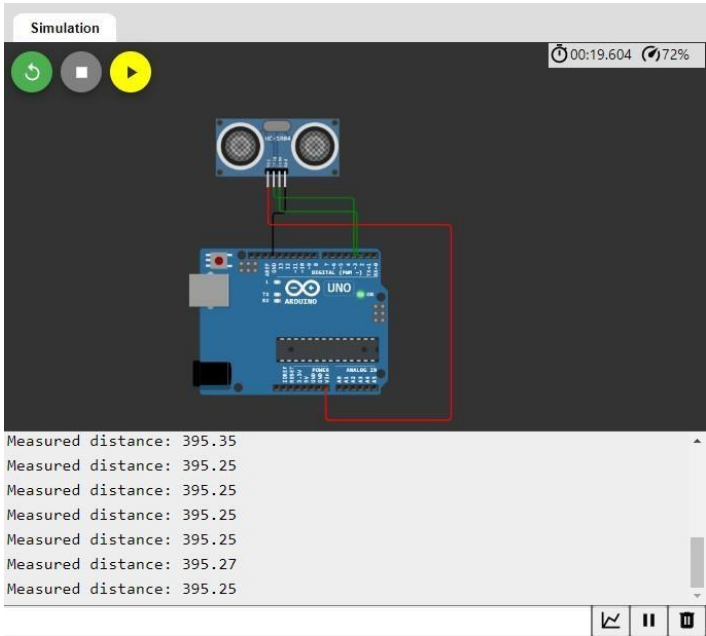 Simulation
00:19.604 72%
HC-SR04
DIGITAL (PWM ~)
UNO
ARDUINO
POWER ANALOG IN
Measured distance: 395.35
Measured distance: 395.25
Measured distance: 395.25
Measured distance: 395.25
Measured distance: 395.25
Measured distance: 395.27
Measured distance: 395.25